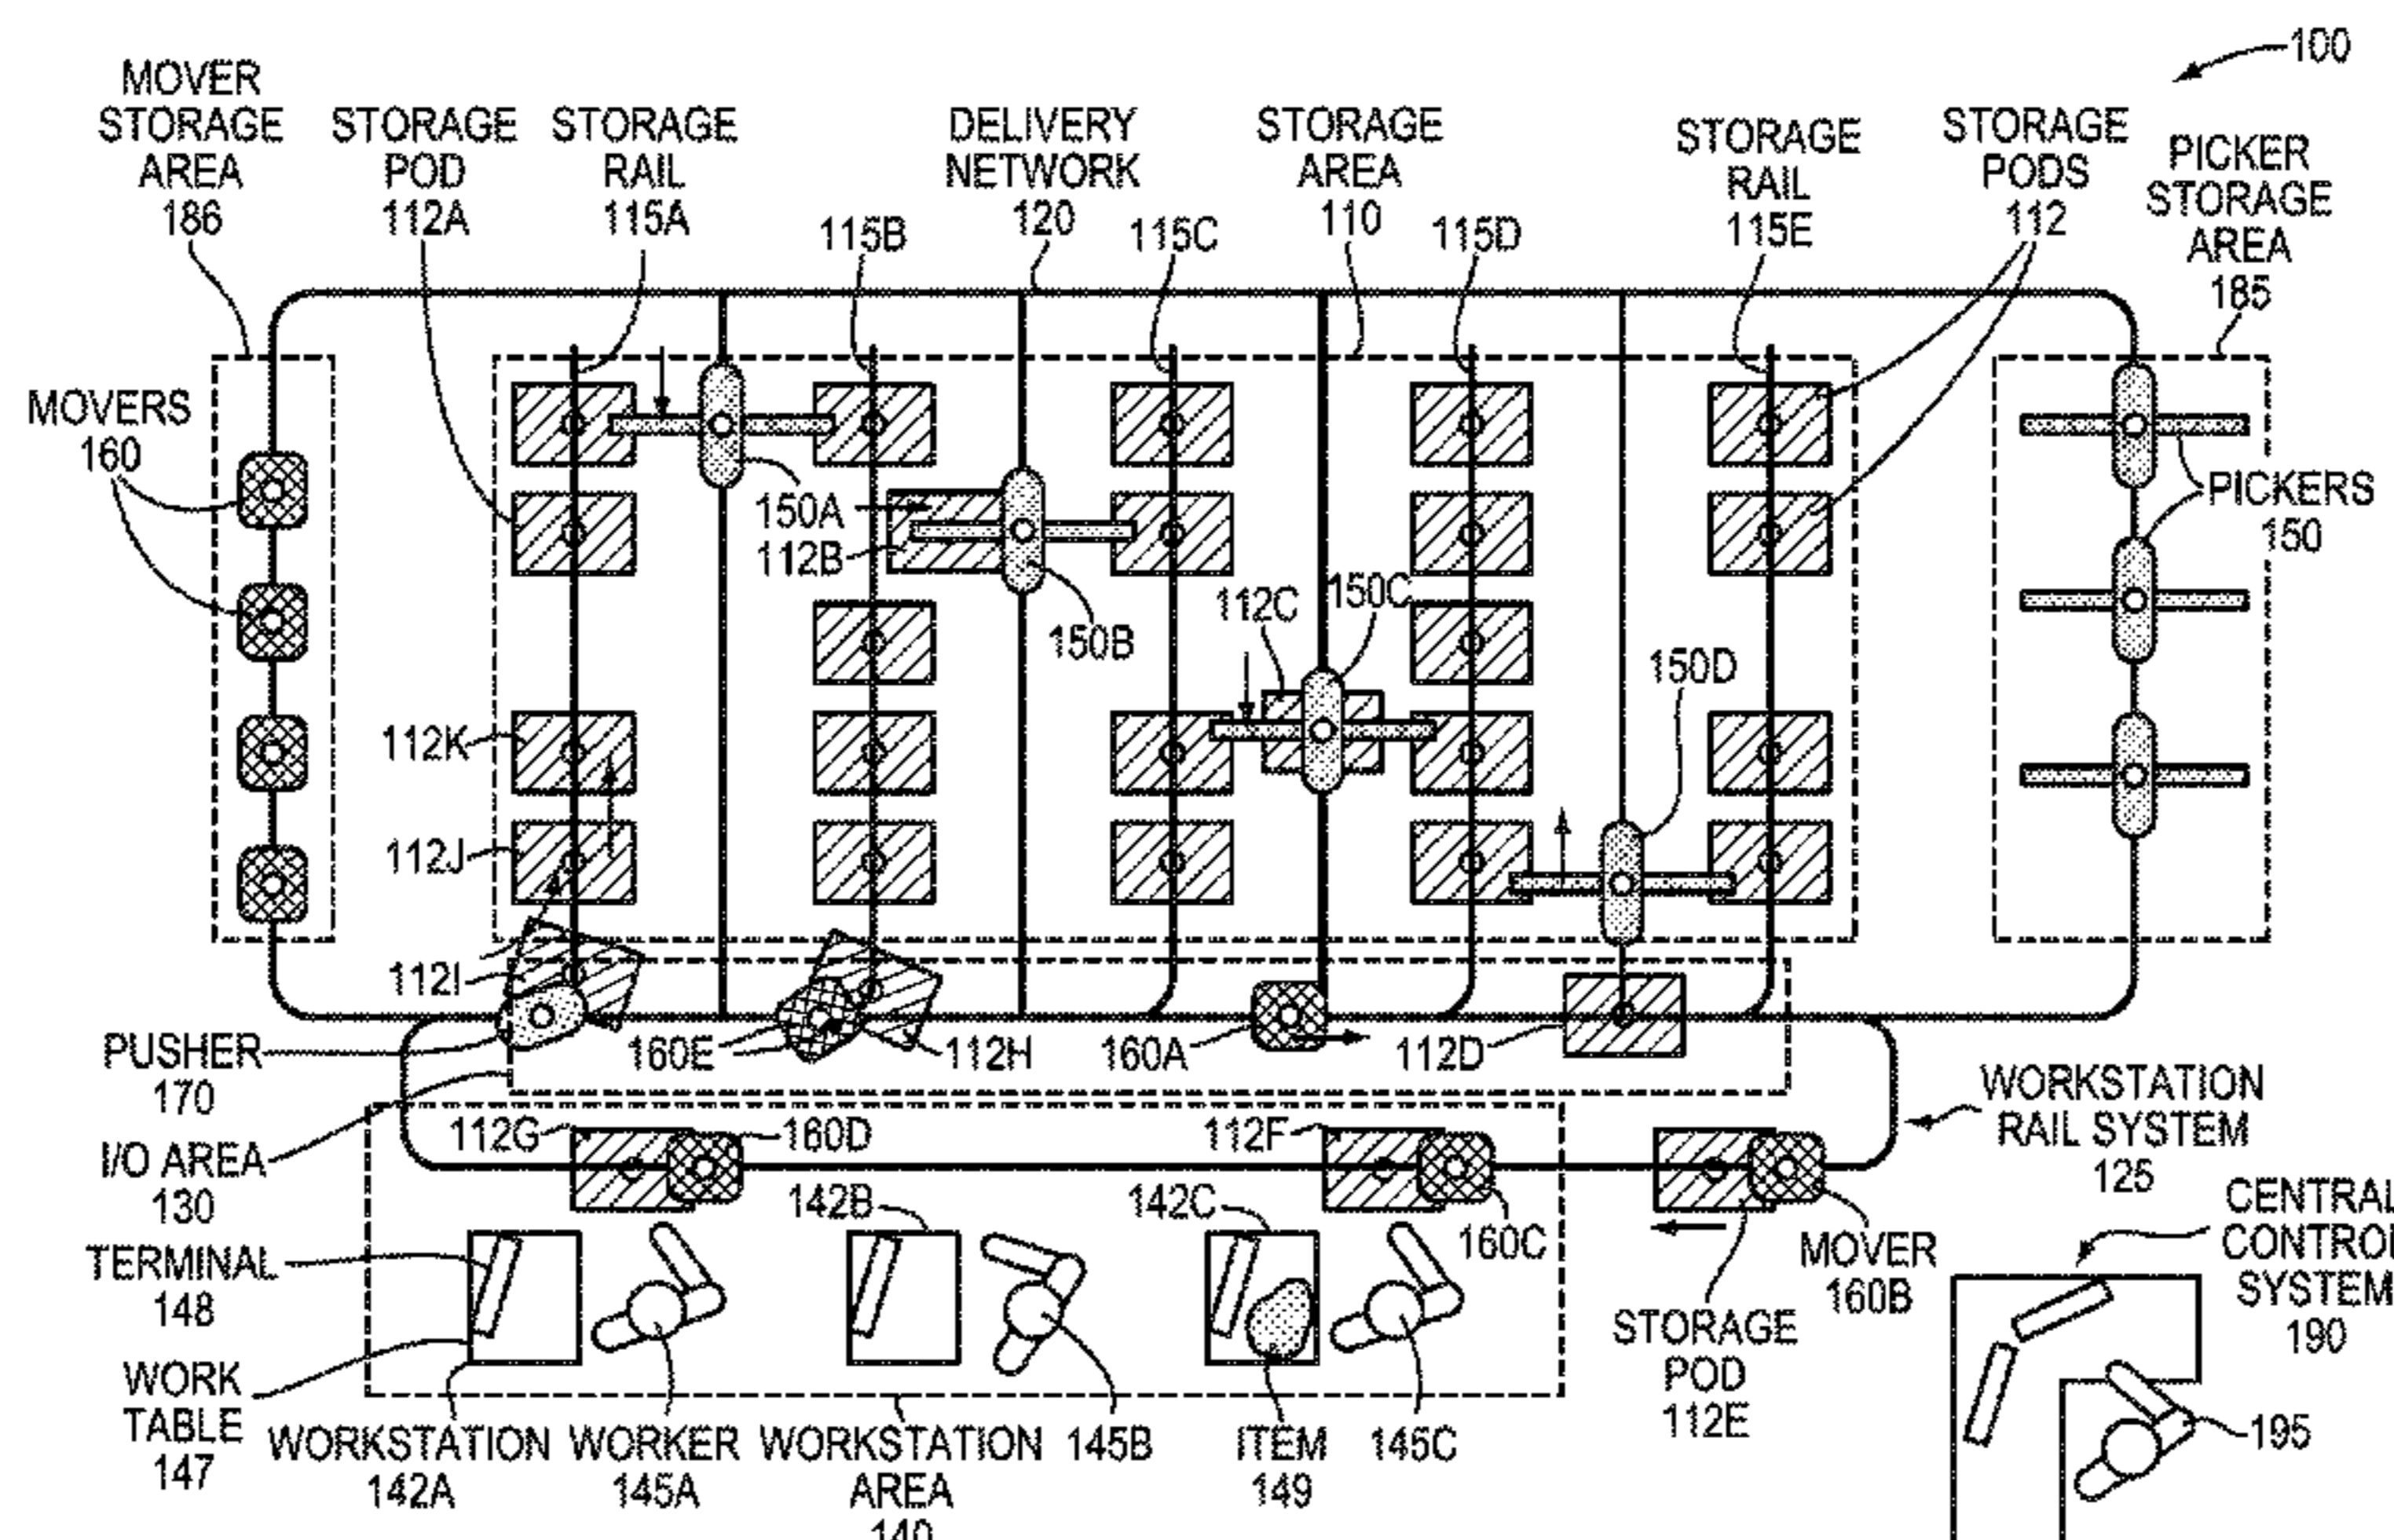 100
MOVER
STORAGE
AREA
186
STORAGE
POD
112A
STORAGE
RAIL
115A
115B
DELIVERY
NETWORK
120
115C
STORAGE
AREA
110
115D
STORAGE
RAIL
115E
STORAGE
PODS
112
PICKER
STORAGE
AREA
185
MOVERS
160
150A
112B
150B
112C
150C
150D
PICKERS
150
112K
112J
112I
PUSHER
170
160E
112H
160A
112D
WORKSTATION
RAIL SYSTEM
125
I/O AREA
130
112G
160D
112F
160C
MOVER
160B
STORAGE
POD
112E
CENTRAL
CONTRO
SYSTEM
190
TERMINAL
148
142B
142C
WORK
TABLE
147
WORKSTATION
142A
WORKER
145A
WORKSTATION
AREA
140
145B
ITEM
149
145C
195